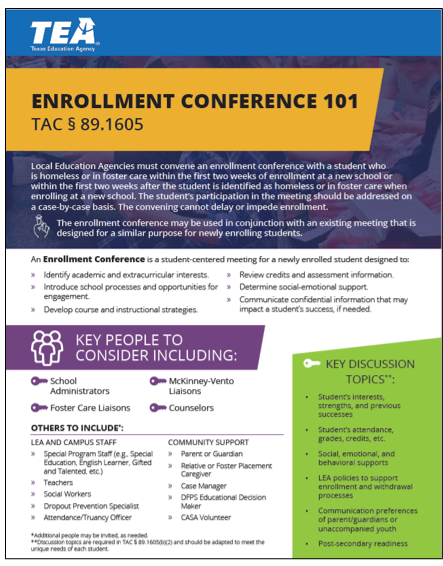 TEA
Texas Education Agency
ENROLLMENT CONFERENCE 101
TAC § 89.1605
Local Education Agencies must convene an enrollment conference with a student who
is homeless or in foster care within the first two weeks of enrollment at a new school or
within the first two weeks after the student is identified as homeless or in foster care when
enrolling at a new school. The student's participation in the meeting should be addressed on
a case-by-case basis. The convening cannot delay or impede enrollment.
The enrollment conference may be used in conjunction with an existing meeting that is
designed for a similar purpose for newly enrolling students.
An Enrollment Conference is a student-centered meeting for a newly enrolled student designed to:
» Identify academic and extracurricular interests.
» Introduce school processes and opportunities for
engagement.
» Develop course and instructional strategies.
» Review credits and assessment information.
» Determine social-emotional support.
» Communicate confidential information that may
impact a student's success, if needed.
KEY PEOPLE TO
CONSIDER INCLUDING:
School
Administrators
Foster Care Liaisons
McKinney-Vento
Liaisons
Counselors
OTHERS TO INCLUDE*:
LEA AND CAMPUS STAFF
» Special Program Staff (e.g., Special
Education, English Learner, Gifted
and Talented, etc.)
» Teachers
» Social Workers
» Dropout Prevention Specialist
» Attendance/Truancy Officer
COMMUNITY SUPPORT
» Parent or Guardian
» Relative or Foster Placement
Caregiver
» Case Manager
» DFPS Educational Decision
Maker
» CASA Volunteer
*Additional people may be invited, as needed.
**Discussion topics are required in TAC § 89.1605(b)(2) and should be adapted to meet the
unique needs of each student.
KEY DISCUSSION
TOPICS**:
• Student's interests,
strengths, and previous
successes
• Student's attendance,
grades, credits, etc.
• Social, emotional, and
behavioral supports
• LEA policies to support
enrollment and withdrawal
processes
• Communication preferences
of parent/guardians or
unaccompanied youth
• Post-secondary readiness